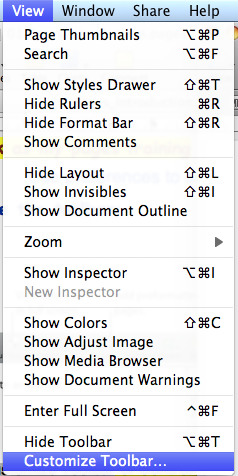 View Window Share Help
Page Thumbnails ⌥⌘P
Search ⌥⌘F
Show Styles Drawer ⇧⌘T
Hide Rulers ⌘R
Hide Format Bar ⇧⌘R
Show Comments
Hide Layout ⇧⌘L
Show Invisibles ⇧⌘I
Show Document Outline
Zoom ▶
Show Inspector ⌥⌘I
New Inspector
Show Colors ⇧⌘C
Show Adjust Image
Show Media Browser
Show Document Warnings
Enter Full Screen ^⌘F
Hide Toolbar ⌥⌘T
Customize Toolbar...